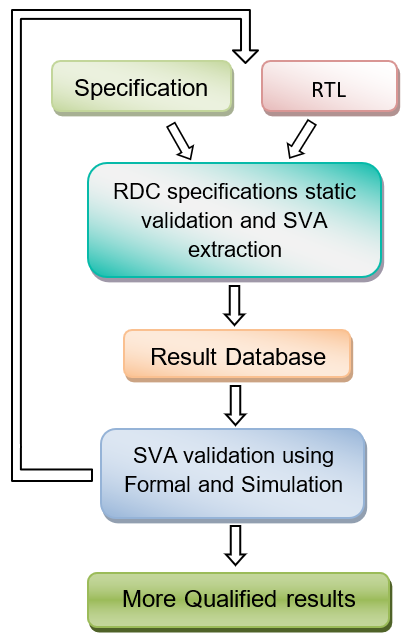 Specification
RTL
RDC specifications static
validation and SVA
extraction
Result Database
SVA validation using
Formal and Simulation
More Qualified results